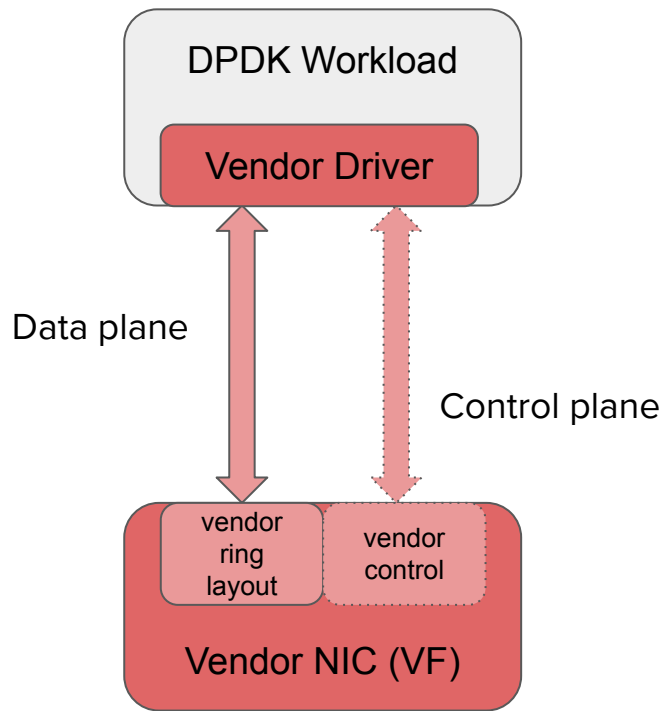 DPDK Workload
Vendor Driver
Data plane
Control plane
vendor
ring
layout
vendor
control
Vendor NIC (VF)